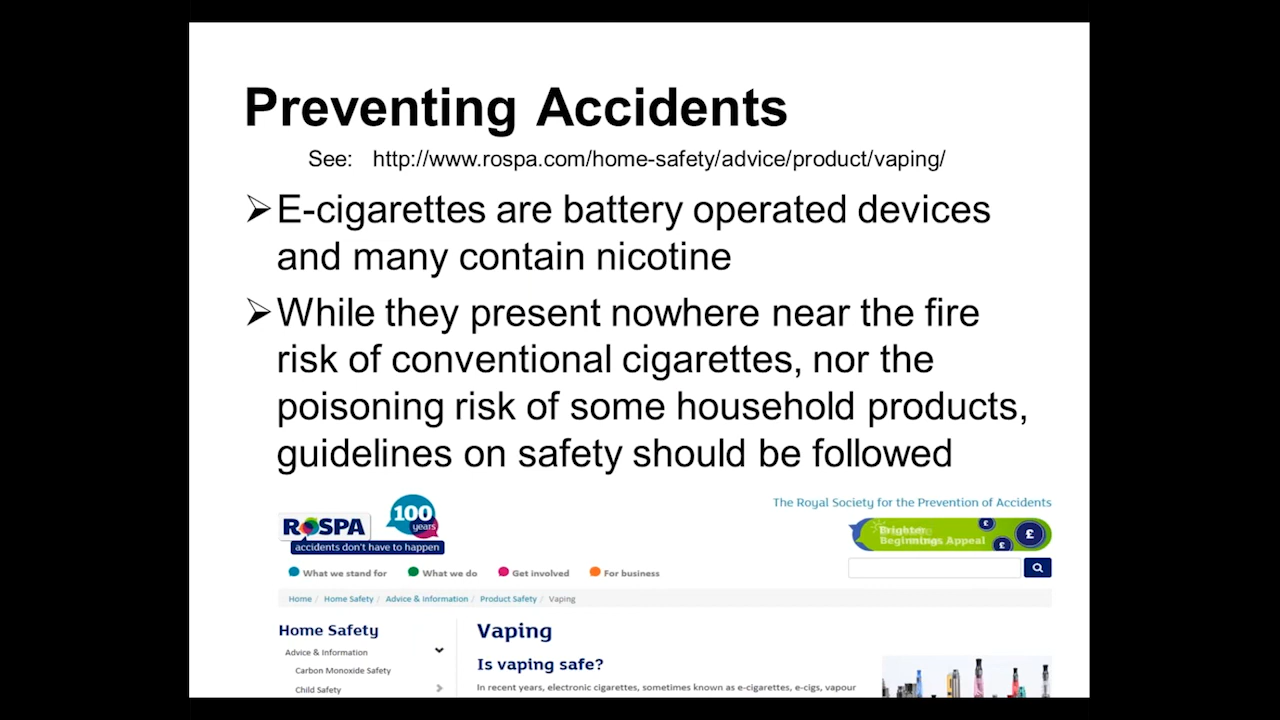 Preventing Accidents
See: http://www.rospa.com/home-safety/advice/product/vaping/
➢E-cigarettes are battery operated devices
and many contain nicotine
➢While they present nowhere near the fire
risk of conventional cigarettes, nor the
poisoning risk of some household products,
guidelines on safety should be followed
The Royal Society for the Prevention of Accidents
RoSPA
100
years
accidents don't have to happen
Beginnings Appeal
£
£
£
What we stand for
What we do
Get involved
For business
Home / Home Safety / Advice & Information / Product Safety / Vaping
Home Safety
Advice & Information
Carbon Monoxide Safety
Child Safety
Vaping
Is vaping safe?
In recent years, electronic cigarettes, sometimes known as e-cigarettes, e-cigs, vapour